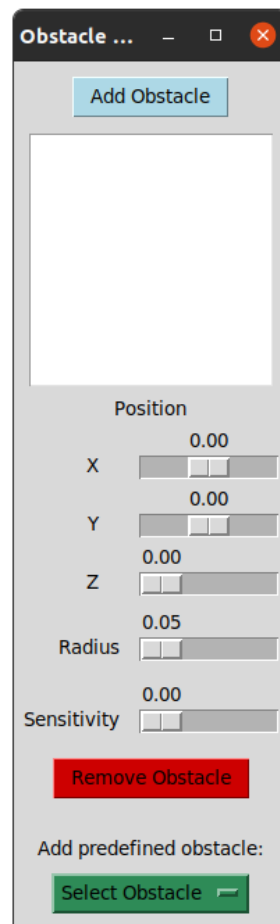 Obstacle ...
Add Obstacle
Position
0.00
X
0.00
Y
0.00
Z
0.05
Radius
0.00
Sensitivity
Remove Obstacle
Add predefined obstacle:
Select Obstacle